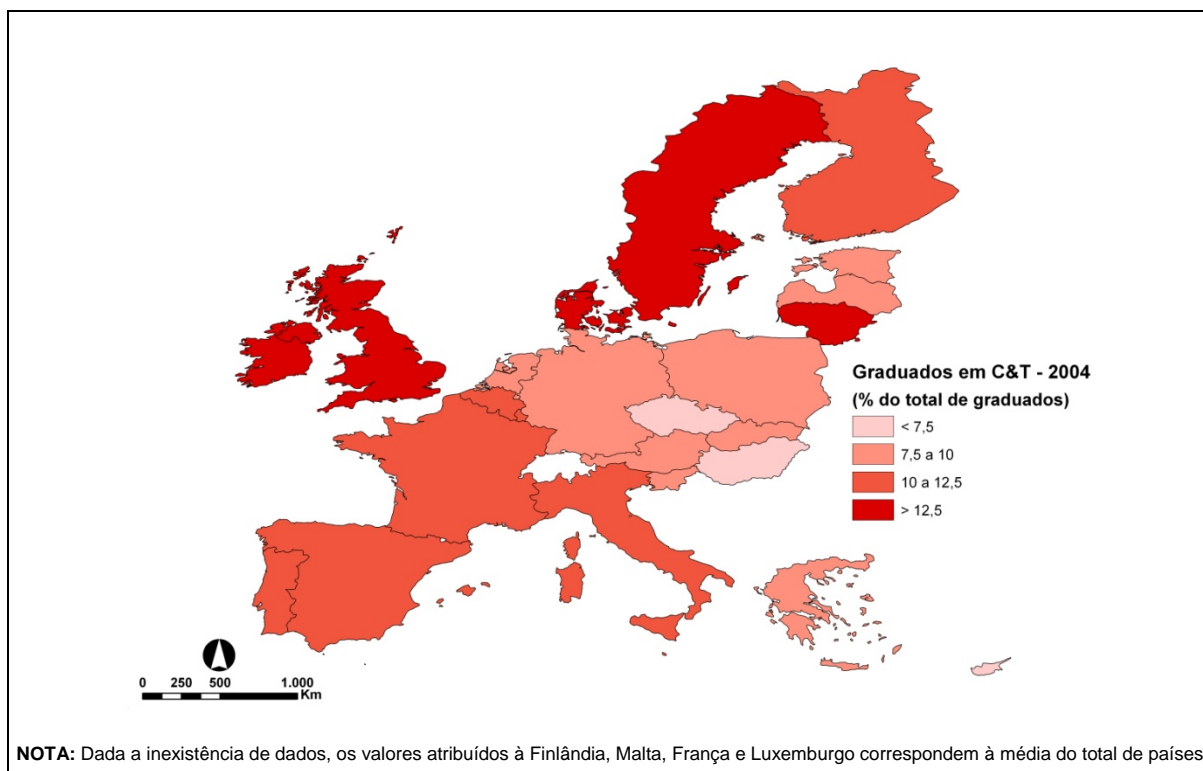 Graduados em C&T - 2004
(% do total de graduados)
< 7,5
7,5 a 10
10 a 12,5
> 12,5
0 250 500 1.000
Km
NOTA: Dada a inexistência de dados, os valores atribuídos à Finlândia, Malta, França e Luxemburgo correspondem à média do total de países